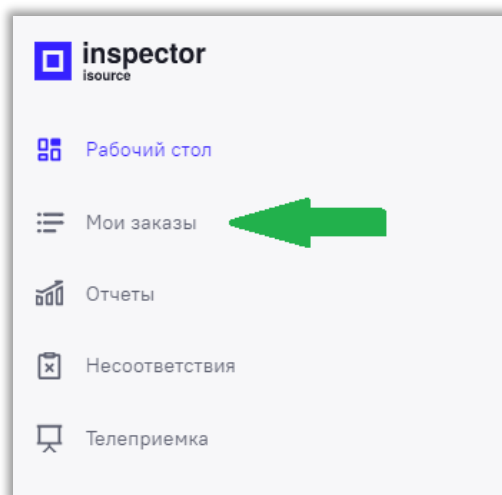 inspector
isource
Рабочий стол
Мои заказы
Отчеты
Несоответствия
Телеприемка